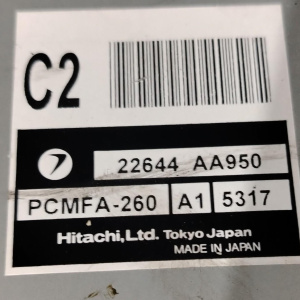 C2
22644 AA950
PCMFA-260 A1 5317
Hitachi,Ltd. Tokyo Japan
MADE IN JAPAN